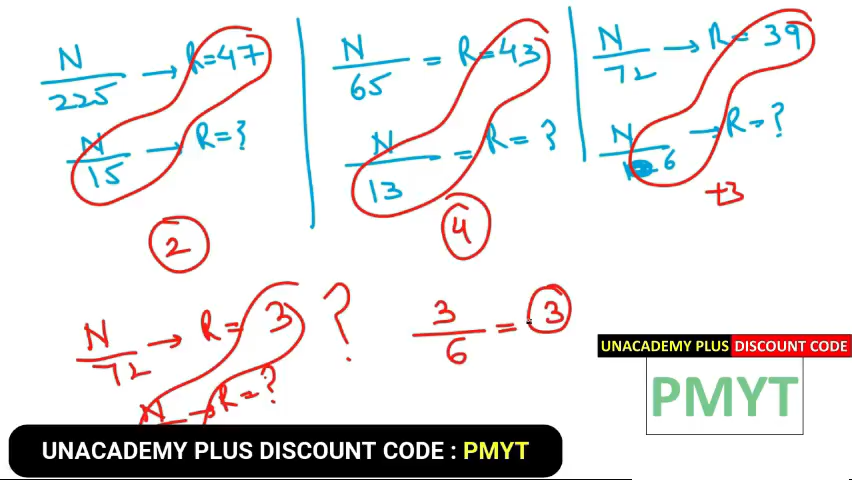 N/225 → R=47
N/15 → R=?
2
N/65 = R=43
N/13 = R=?
4
N/72 → R=39
N/6 → R=?
+3
N/72 → R=3
N → R=?
?
3/6 = 3
UNACADEMY PLUS DISCOUNT CODE
PMYT
UNACADEMY PLUS DISCOUNT CODE : PMYT